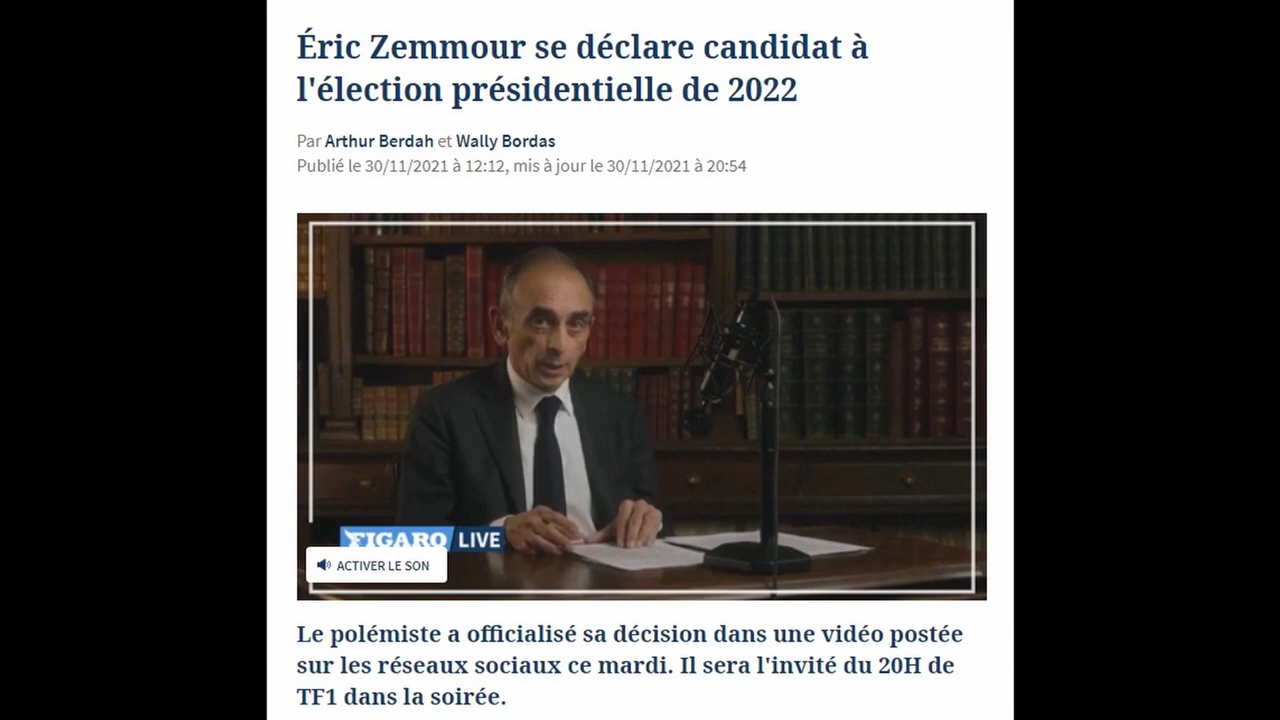 Éric Zemmour se déclare candidat à
l'élection présidentielle de 2022
Par Arthur Berdah et Wally Bordas
Publié le 30/11/2021 à 12:12, mis à jour le 30/11/2021 à 20:54
FIGARO LIVE
ACTIVER LE SON
Le polémiste a officialisé sa décision dans une vidéo postée
sur les réseaux sociaux ce mardi. Il sera l'invité du 20H de
TF1 dans la soirée.